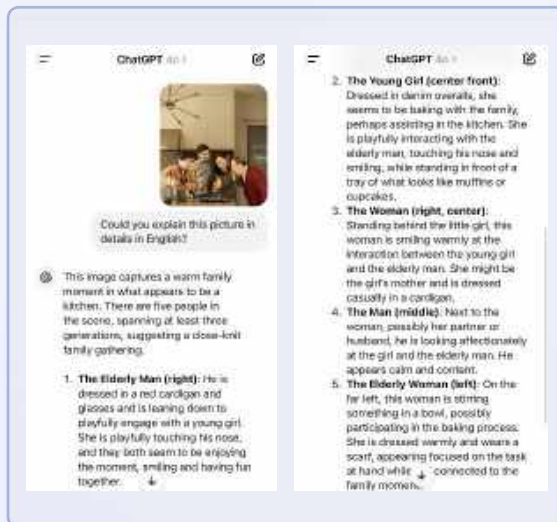 ChatGPT 4o >
Could you explain this picture in
details in English?
This image captures a warm family
moment in what appears to be a
kitchen. There are five people in
the scene, spanning at least three
generations, suggesting a close-knit
family gathering.
1. The Elderly Man (right): He is
dressed in a red cardigan and
glasses and is leaning down to
playfully engage with a young girl.
She is playfully touching his nose,
and they both seem to be enjoying
the moment, smiling and having fun
together.
ChatGPT 4o >
2. The Young Girl (center front):
Dressed in denim overalls, she
seems to be baking with the family,
perhaps assisting in the kitchen. She
is playfully interacting with the
elderly man, touching his nose and
smiling, while standing in front of a
tray of what looks like muffins or
cupcakes.
3. The Woman (right, center):
Standing behind the little girl, this
woman is smiling warmly at the
interaction between the young girl
and the elderly man. She might be
the girl's mother and is dressed
casually in a cardigan.
4. The Man (middle): Next to the
woman, possibly her partner or
husband, he is looking affectionately
at the girl and the elderly man. He
appears calm and content.
5. The Elderly Woman (left): On the
far left, this woman is stirring
something in a bowl, possibly
participating in the baking process.
She is dressed warmly and wears a
scarf, appearing focused on the task
at hand while connected to the
family